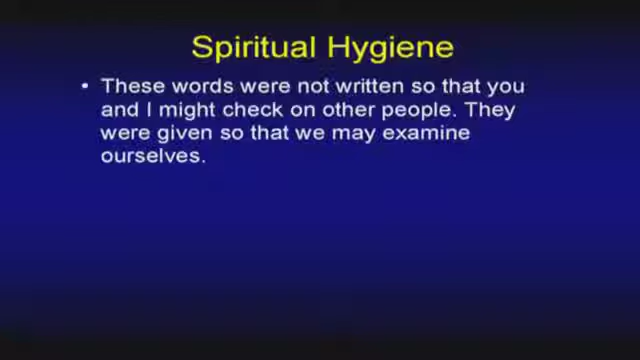 Spiritual Hygiene
• These words were not written so that you
and I might check on other people. They
were given so that we may examine
ourselves.